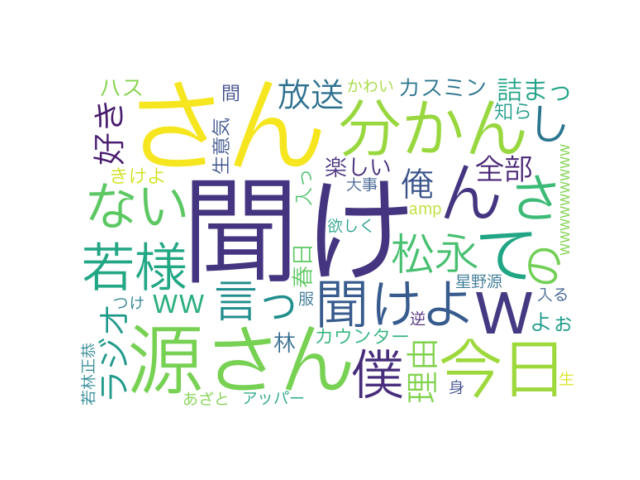 ハス
さん
間
放送
かわい
カスミン
詰まっ
知ら
好き
生意気
分かん
し
wwwwwwwwww
きけよ
ない
聞け
入っ
楽しい
大事
俺
amp
ん
全部
さ
若様
ww
言っ
春日
服
欲しく
松永
聞けよ
て
の
星野源
入る
w
よぉ
つけ
ラジオ
若林正恭
源さん
林
カウンター
逆
僕
理由
今日
あざと
アッパー
身
生